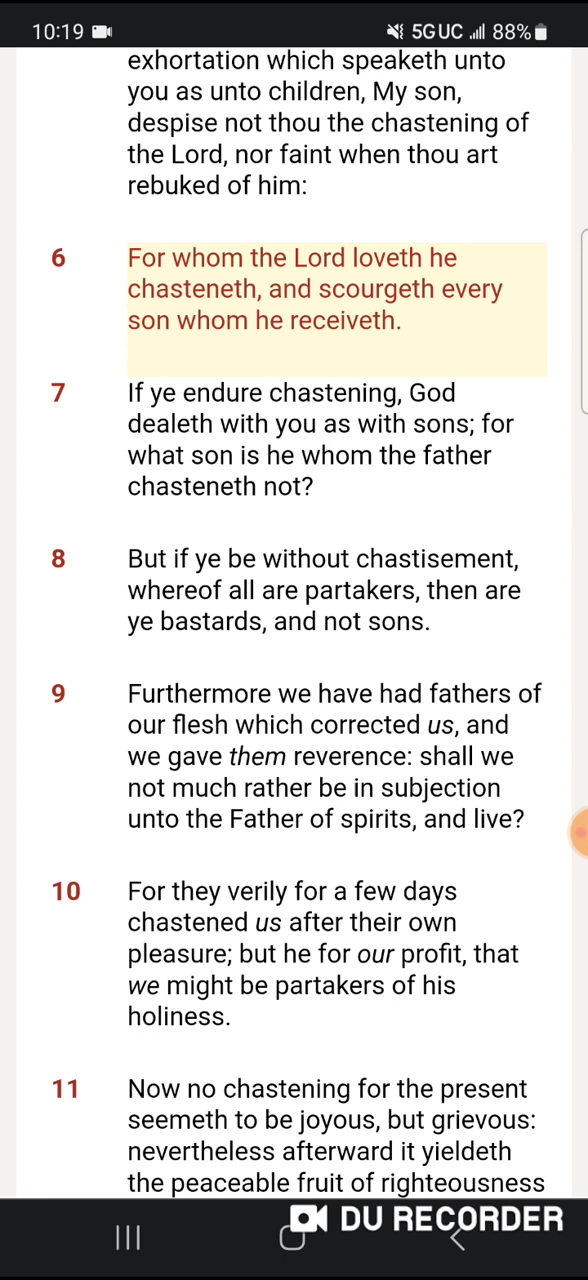 10:19 5GUC 88%
exhortation which speaketh unto
you as unto children, My son,
despise not thou the chastening of
the Lord, nor faint when thou art
rebuked of him:
6 For whom the Lord loveth he
chasteneth, and scourgeth every
son whom he receiveth.
7 If ye endure chastening, God
dealeth with you as with sons; for
what son is he whom the father
chasteneth not?
8 But if ye be without chastisement,
whereof all are partakers, then are
ye bastards, and not sons.
9 Furthermore we have had fathers of
our flesh which corrected us, and
we gave them reverence: shall we
not much rather be in subjection
unto the Father of spirits, and live?
10 For they verily for a few days
chastened us after their own
pleasure; but he for our profit, that
we might be partakers of his
holiness.
11 Now no chastening for the present
seemeth to be joyous, but grievous:
nevertheless afterward it yieldeth
the peaceable fruit of righteousness
DU RECORDER